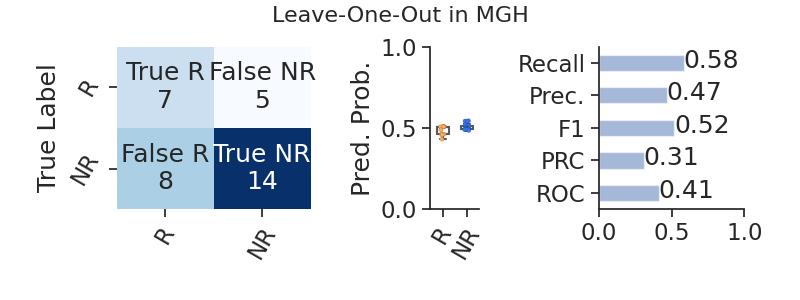 Leave-One-Out in MGH
True Label
R
NR
True R
7
False NR
5
False R
8
True NR
14
R
NR
Pred. Prob.
1.0
0.5
0.0
R
NR
Recall
0.58
Prec.
0.47
F1
0.52
PRC
0.31
ROC
0.41
0.0 0.5 1.0